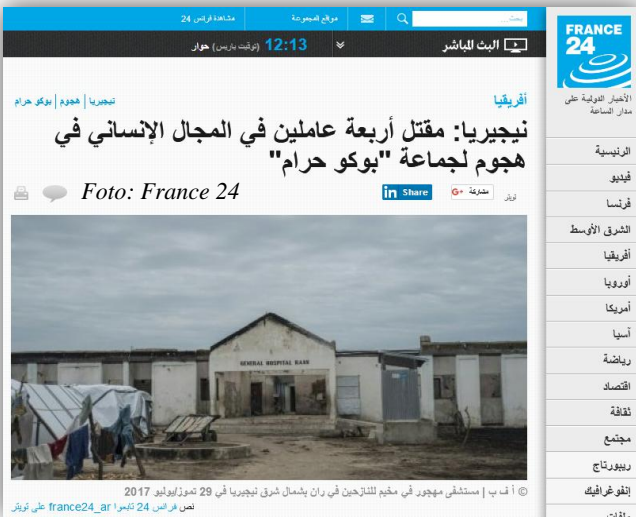 بحث...
مواقع المجموعة
مشاهدة فرانس 24
البث المباشر
12:13 (توقيت باريس) حوار
FRANCE
24
الأخبار الدولية على
مدار الساعة
الرئيسية
فيديو
فرنسا
الشرق الأوسط
أفريقيا
أوروبا
أمريكا
آسيا
رياضة
اقتصاد
ثقافة
مجتمع
ريبورتاج
إنفوغرافيك
أفريقيا
نيجيريا | هجوم | بوكو حرام
نيجيريا: مقتل أربعة عاملين في المجال الإنساني في
هجوم لجماعة "بوكو حرام"
تويتر
مشاركة G+
in Share
Foto: France 24
GENERAL HOSPITAL RANN
© أ ف ب | مستشفى مهجور في مخيم للنازحين في ران بشمال شرق نيجيريا في 29 تموز/يوليو 2017
نص فرانس 24 تابعوا france24_ar على تويتر